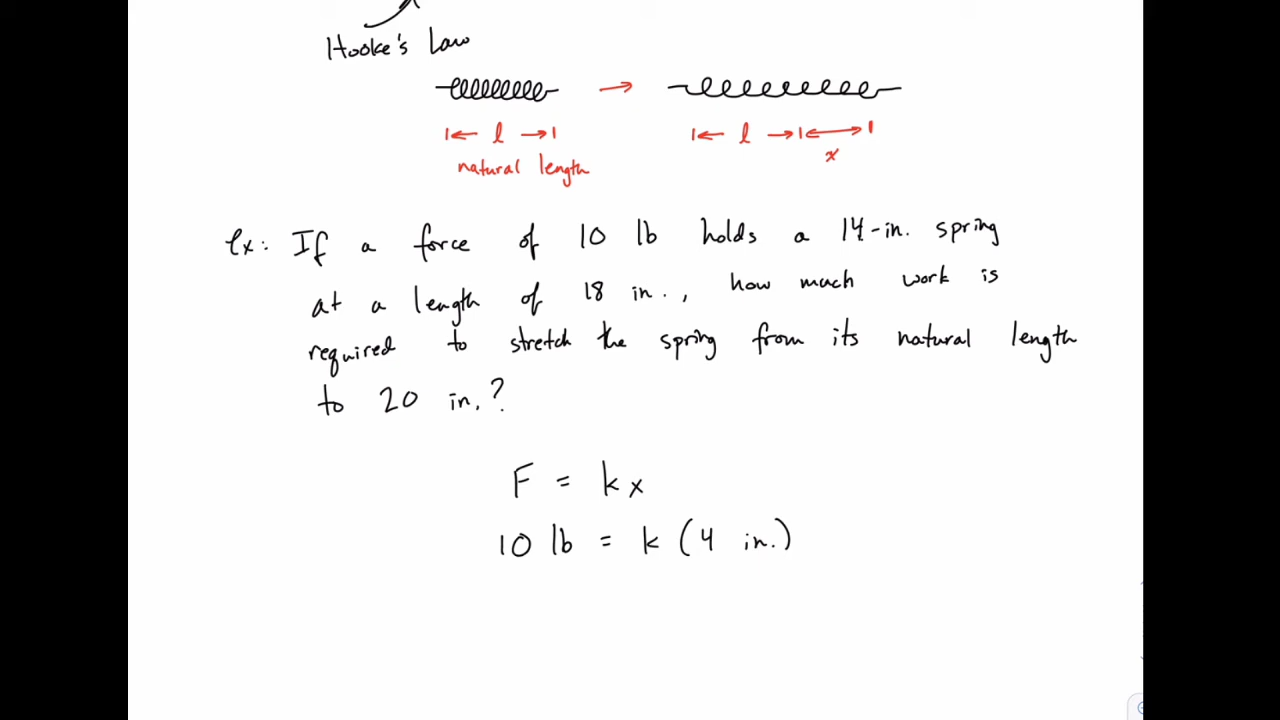 Hooke's Law
l
l
x
natural length
ex: If a force of 10 lb holds a 14-in. spring
at a length of 18 in., how much work is
required to stretch the spring from its natural length
to 20 in.?
F = kx
10 lb = k (4 in.)